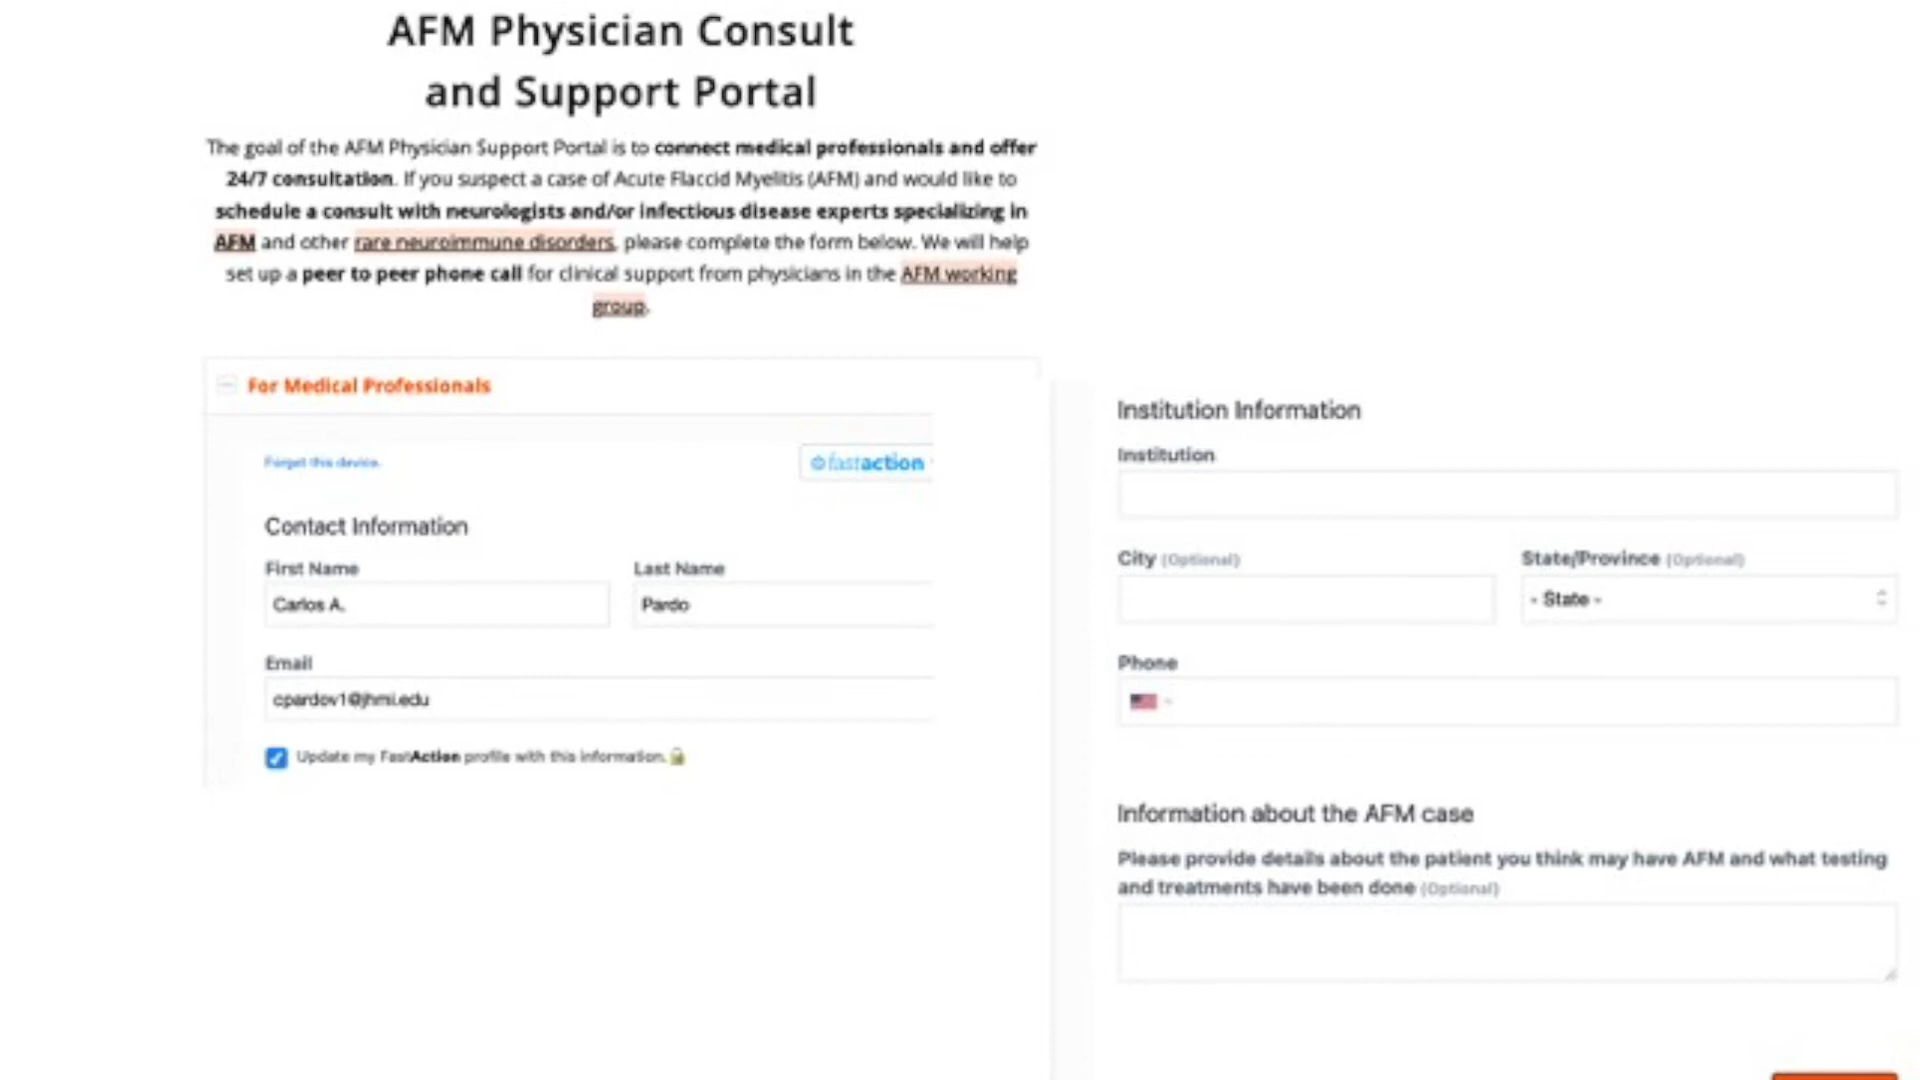 AFM Physician Consult
and Support Portal
The goal of the AFM Physician Support Portal is to connect medical professionals and offer
24/7 consultation. If you suspect a case of Acute Flaccid Myelitis (AFM) and would like to
schedule a consult with neurologists and/or infectious disease experts specializing in
AFM and other rare neuroimmune disorders, please complete the form below. We will help
set up a peer to peer phone call for clinical support from physicians in the AFM working
group.
For Medical Professionals
Forget this device.
fastaction
Contact Information
First Name Last Name
Carlos A. Pardo
Email
cpardov1@jhmi.edu
Update my FastAction profile with this information.
Institution Information
Institution
City (Optional) State/Province (Optional)
- State -
Phone
Information about the AFM case
Please provide details about the patient you think may have AFM and what testing
and treatments have been done (Optional)